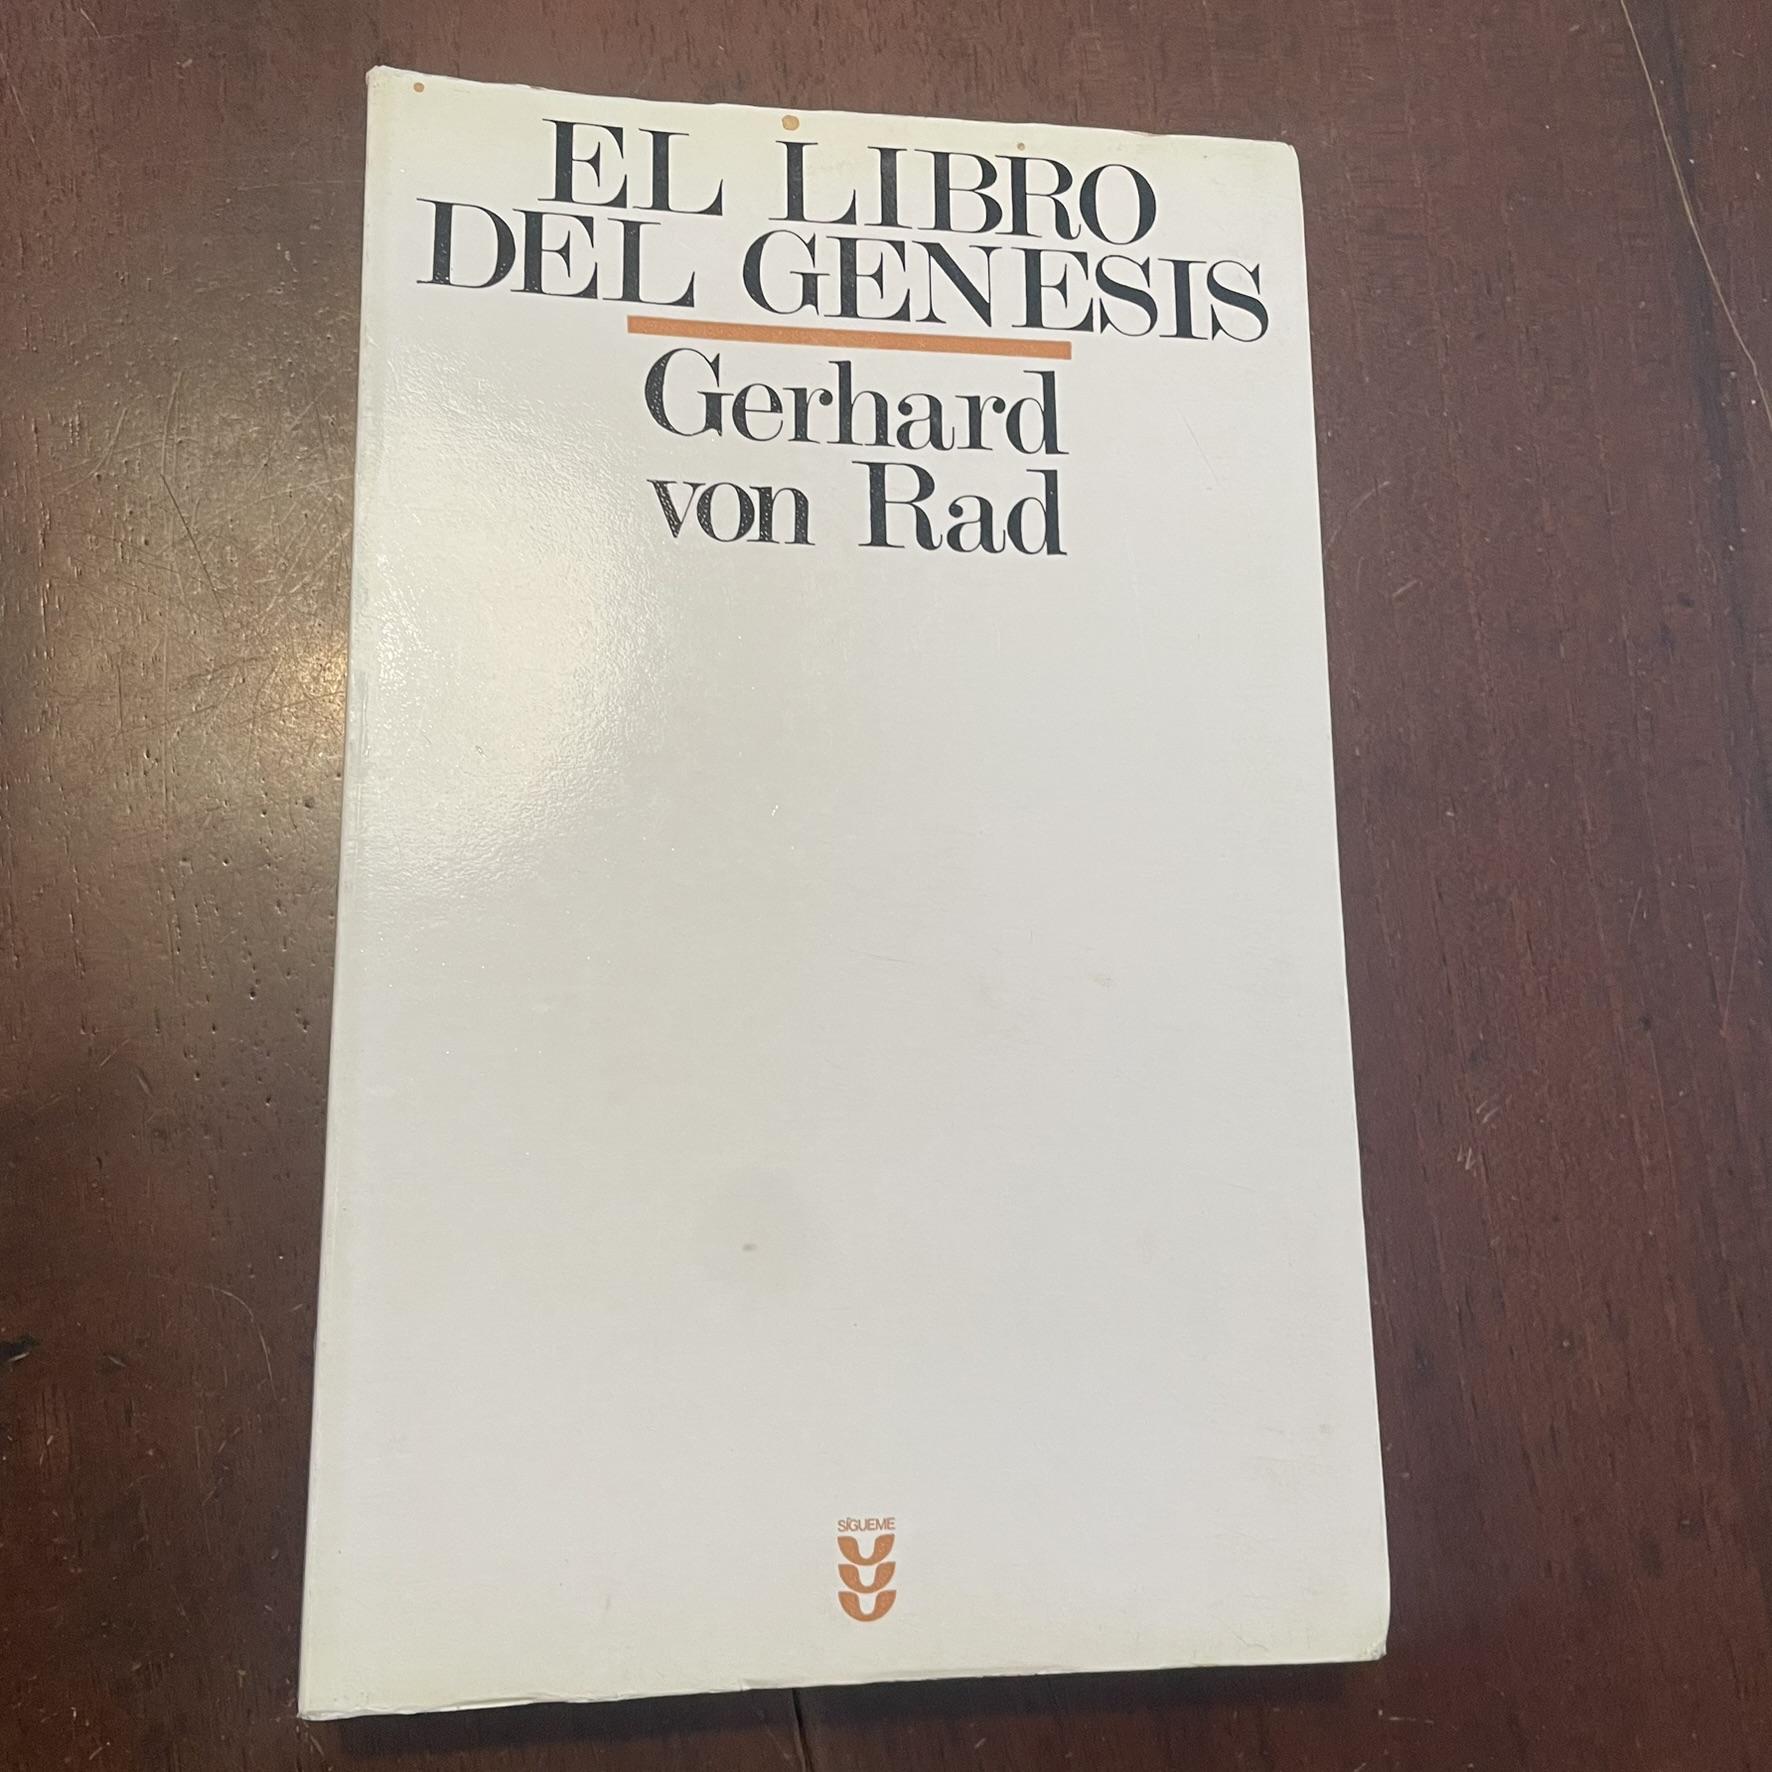 EL LIBRO
DEL GENESIS
Gerhard
von Rad
SÍGUEME